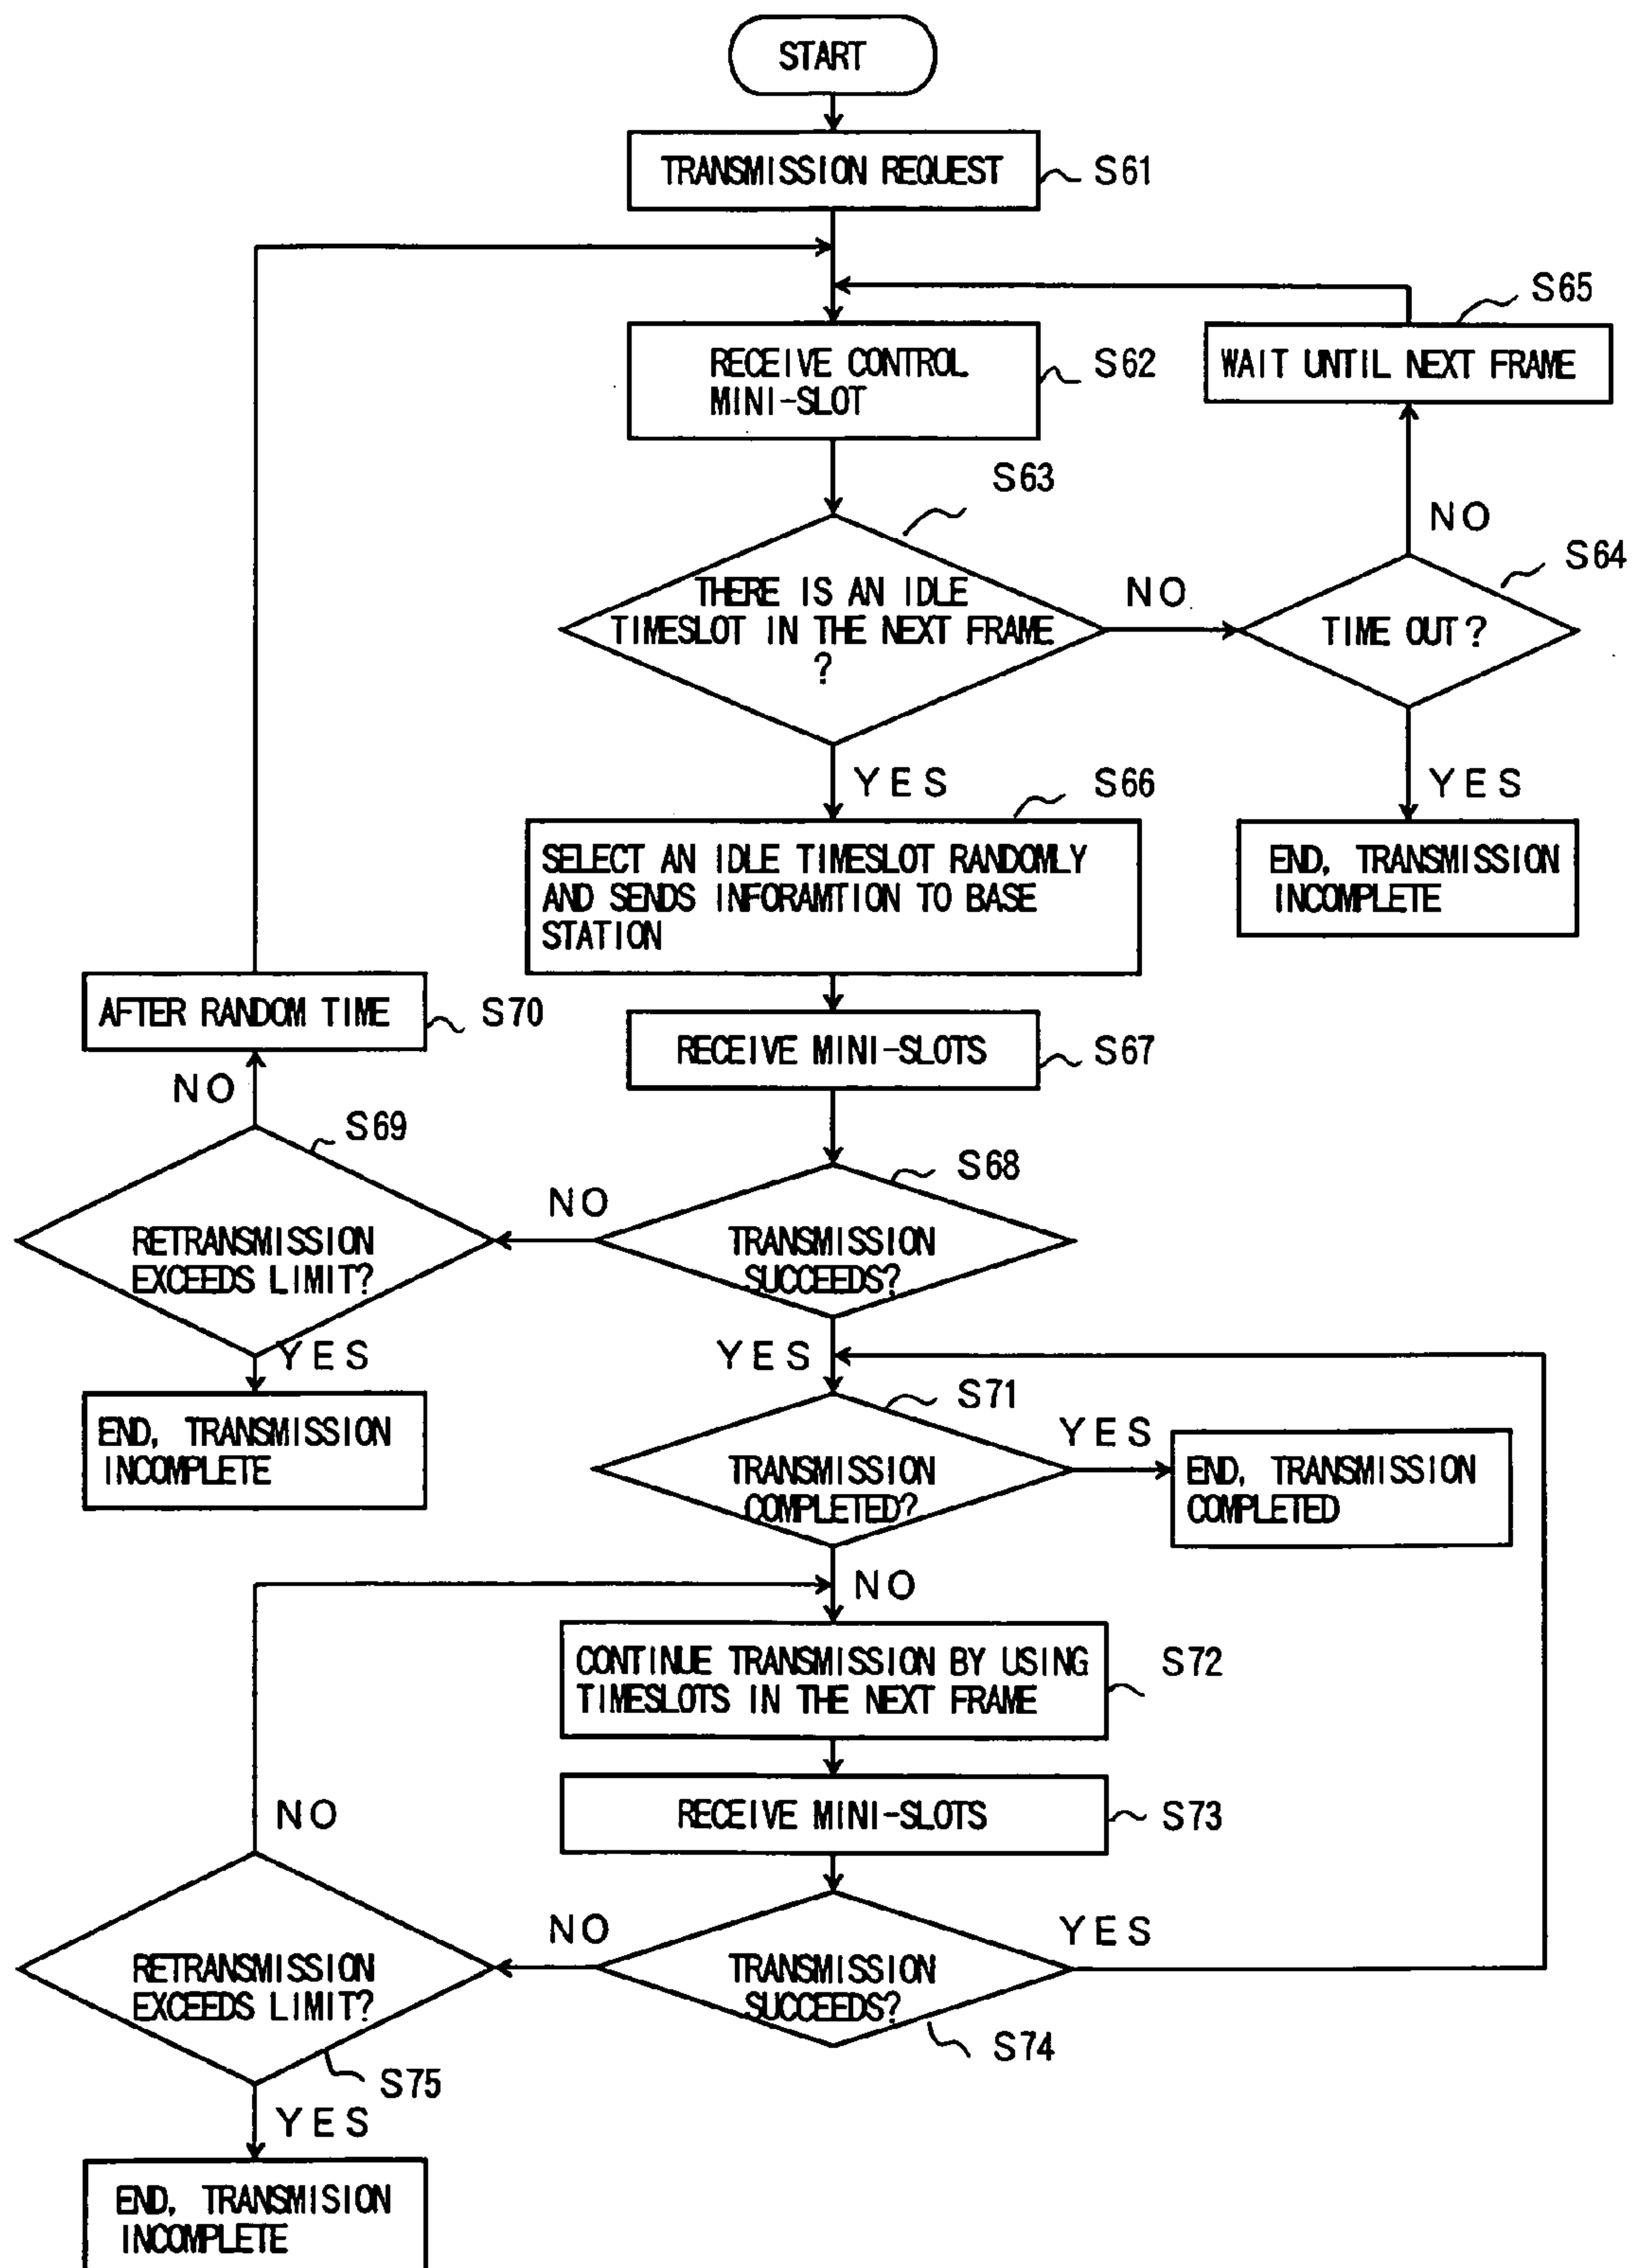 START
TRANSMISSION REQUEST
S61
S65
RECEIVE CONTROL
MINI-SLOT
S62
WAIT UNTIL NEXT FRAME
S63
NO
S64
THERE IS AN IDLE
TIMESLOT IN THE NEXT FRAME
?
NO
TIME OUT?
YES
S66
YES
SELECT AN IDLE TIMESLOT RANDOMLY
AND SENDS INFORAMTION TO BASE
STATION
END, TRANSMISSION
INCOMPLETE
AFTER RANDOM TIME
S70
RECEIVE MINI-SLOTS
S67
NO
S69
S68
NO
RETRANSMISSION
EXCEEDS LIMIT?
TRANSMISSION
SUCCEEDS?
YES
YES
S71
YES
END, TRANSMISSION
INCOMPLETE
TRANSMISSION
COMPLETED?
END, TRANSMISSION
COMPLETED
NO
CONTINUE TRANSMISSION BY USING
TIMESLOTS IN THE NEXT FRAME
S72
RECEIVE MINI-SLOTS
S73
NO
NO
YES
RETRANSMISSION
EXCEEDS LIMIT?
TRANSMISSION
SUCCEEDS?
S74
S75
YES
END, TRANSMISION
INCOMPLETE